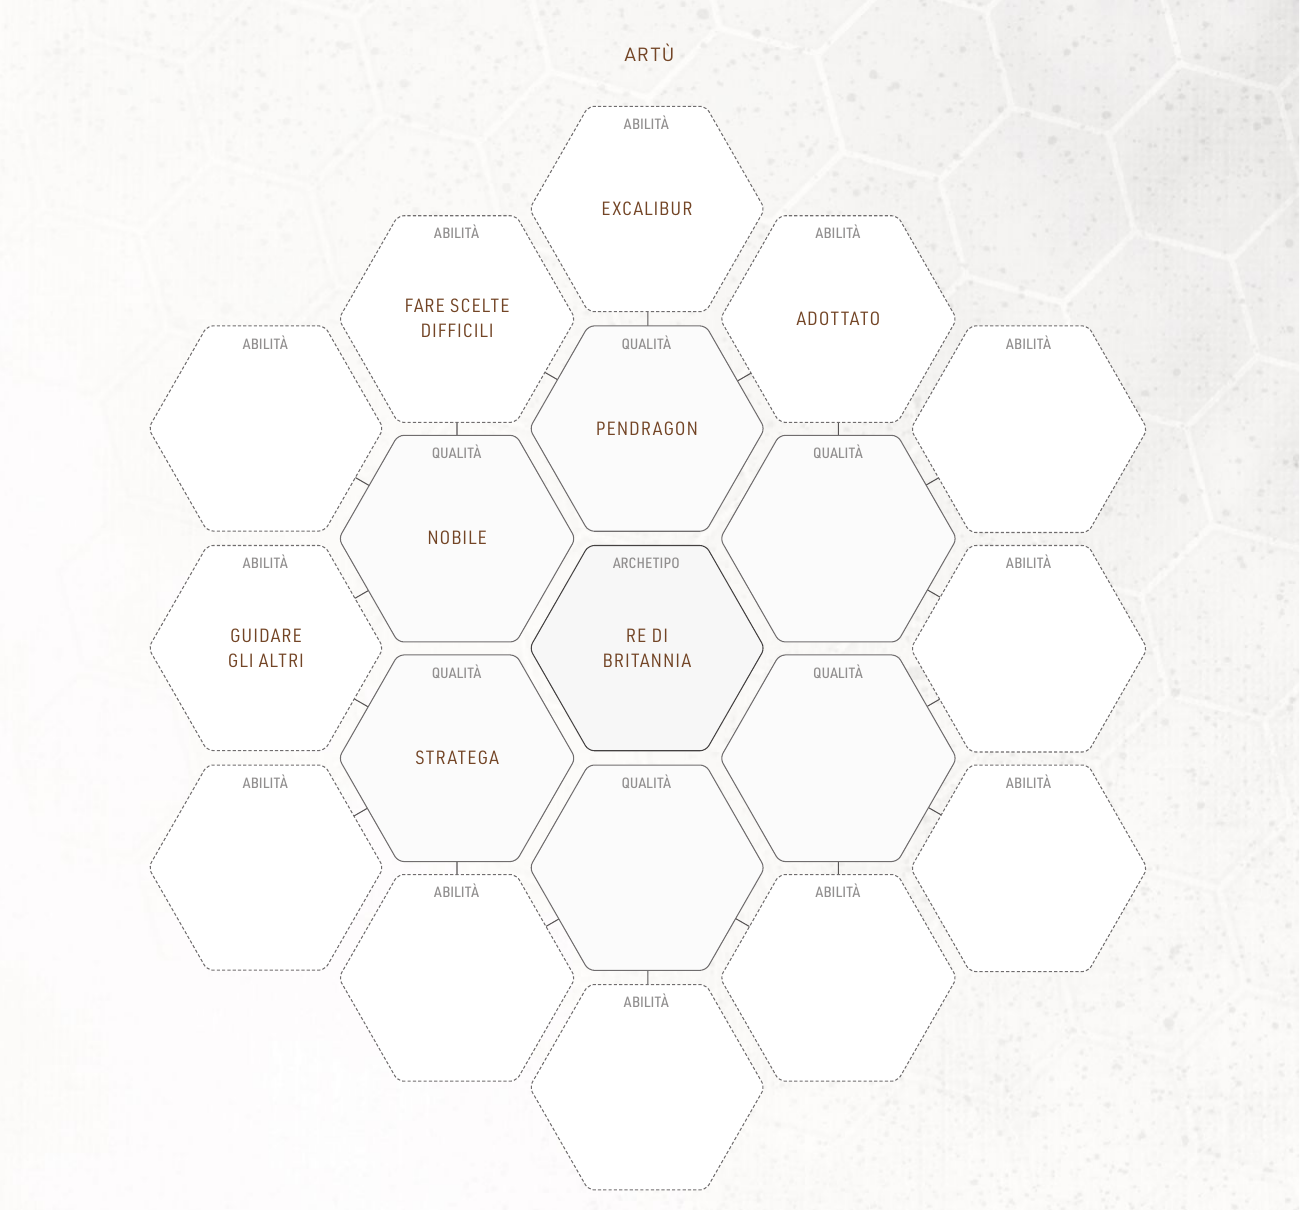 ARTÙ
ABILITÀ
EXCALIBUR
ABILITÀ
FARE SCELTE
DIFFICILI
ABILITÀ
ADOTTATO
ABILITÀ
QUALITÀ
PENDRAGON
ABILITÀ
QUALITÀ
NOBILE
QUALITÀ
ABILITÀ
GUIDARE
GLI ALTRI
ARCHETIPO
RE DI
BRITANNIA
ABILITÀ
QUALITÀ
STRATEGA
QUALITÀ
ABILITÀ
QUALITÀ
ABILITÀ
ABILITÀ
ABILITÀ
ABILITÀ